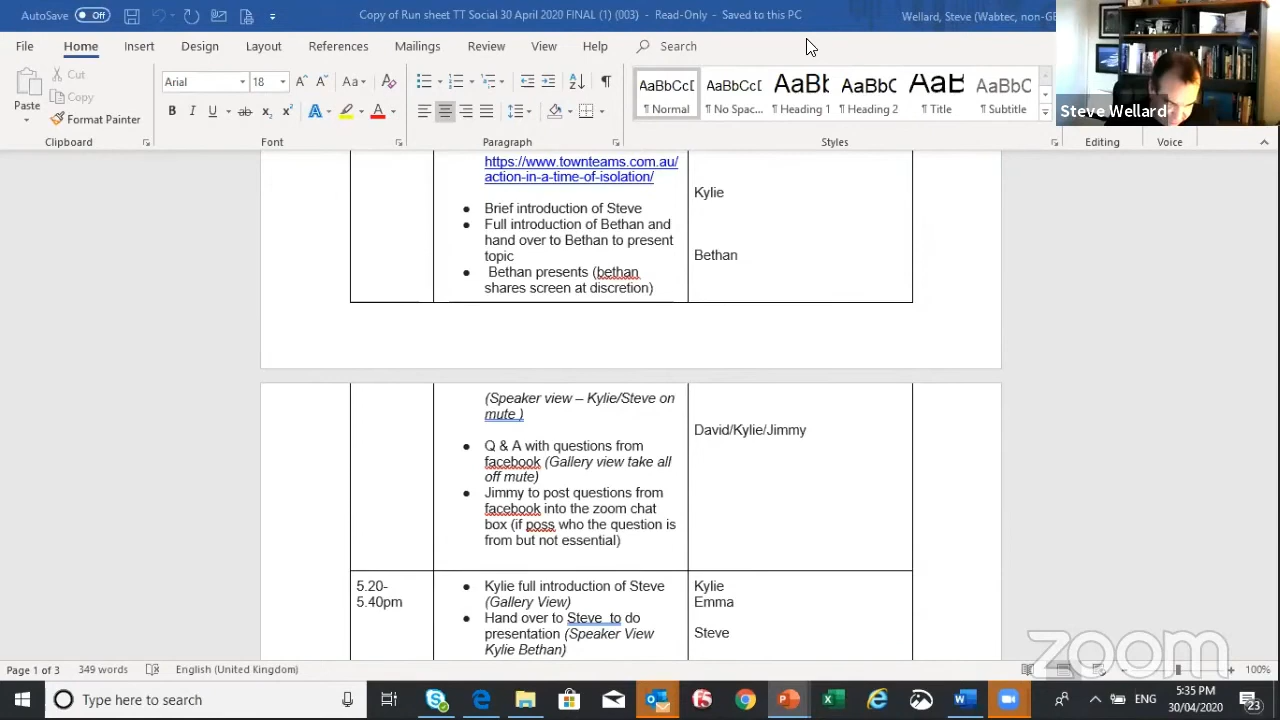 AutoSave Off Copy of Run sheet TT Social 30 April 2020 FINAL (1) (003) - Read-Only - Saved to this PC Wellard, Steve (Wabtec, non-GE
File Home Insert Design Layout References Mailings Review View Help Search
Paste Cut Copy Format Painter
Arial 18
Normal No Spac... Heading 1 Heading 2 Title Subtitle
Steve Wellard
Clipboard Font Paragraph Styles Editing Voice
https://www.townteams.com.au/
action-in-a-time-of-isolation/
Kylie
● Brief introduction of Steve
● Full introduction of Bethan and
hand over to Bethan to present
topic
Bethan
● Bethan presents (bethan
shares screen at discretion)
(Speaker view – Kylie/Steve on
mute )
David/Kylie/Jimmy
● Q & A with questions from
facebook (Gallery view take all
off mute)
● Jimmy to post questions from
facebook into the zoom chat
box (if poss who the question is
from but not essential)
5.20-
5.40pm
● Kylie full introduction of Steve
(Gallery View)
● Hand over to Steve to do
presentation (Speaker View
Kylie Bethan)
Kylie
Emma
Steve
zoom
Page 1 of 3 349 words English (United Kingdom) 100%
Type here to search
ENG 5:35 PM
30/04/2020 23